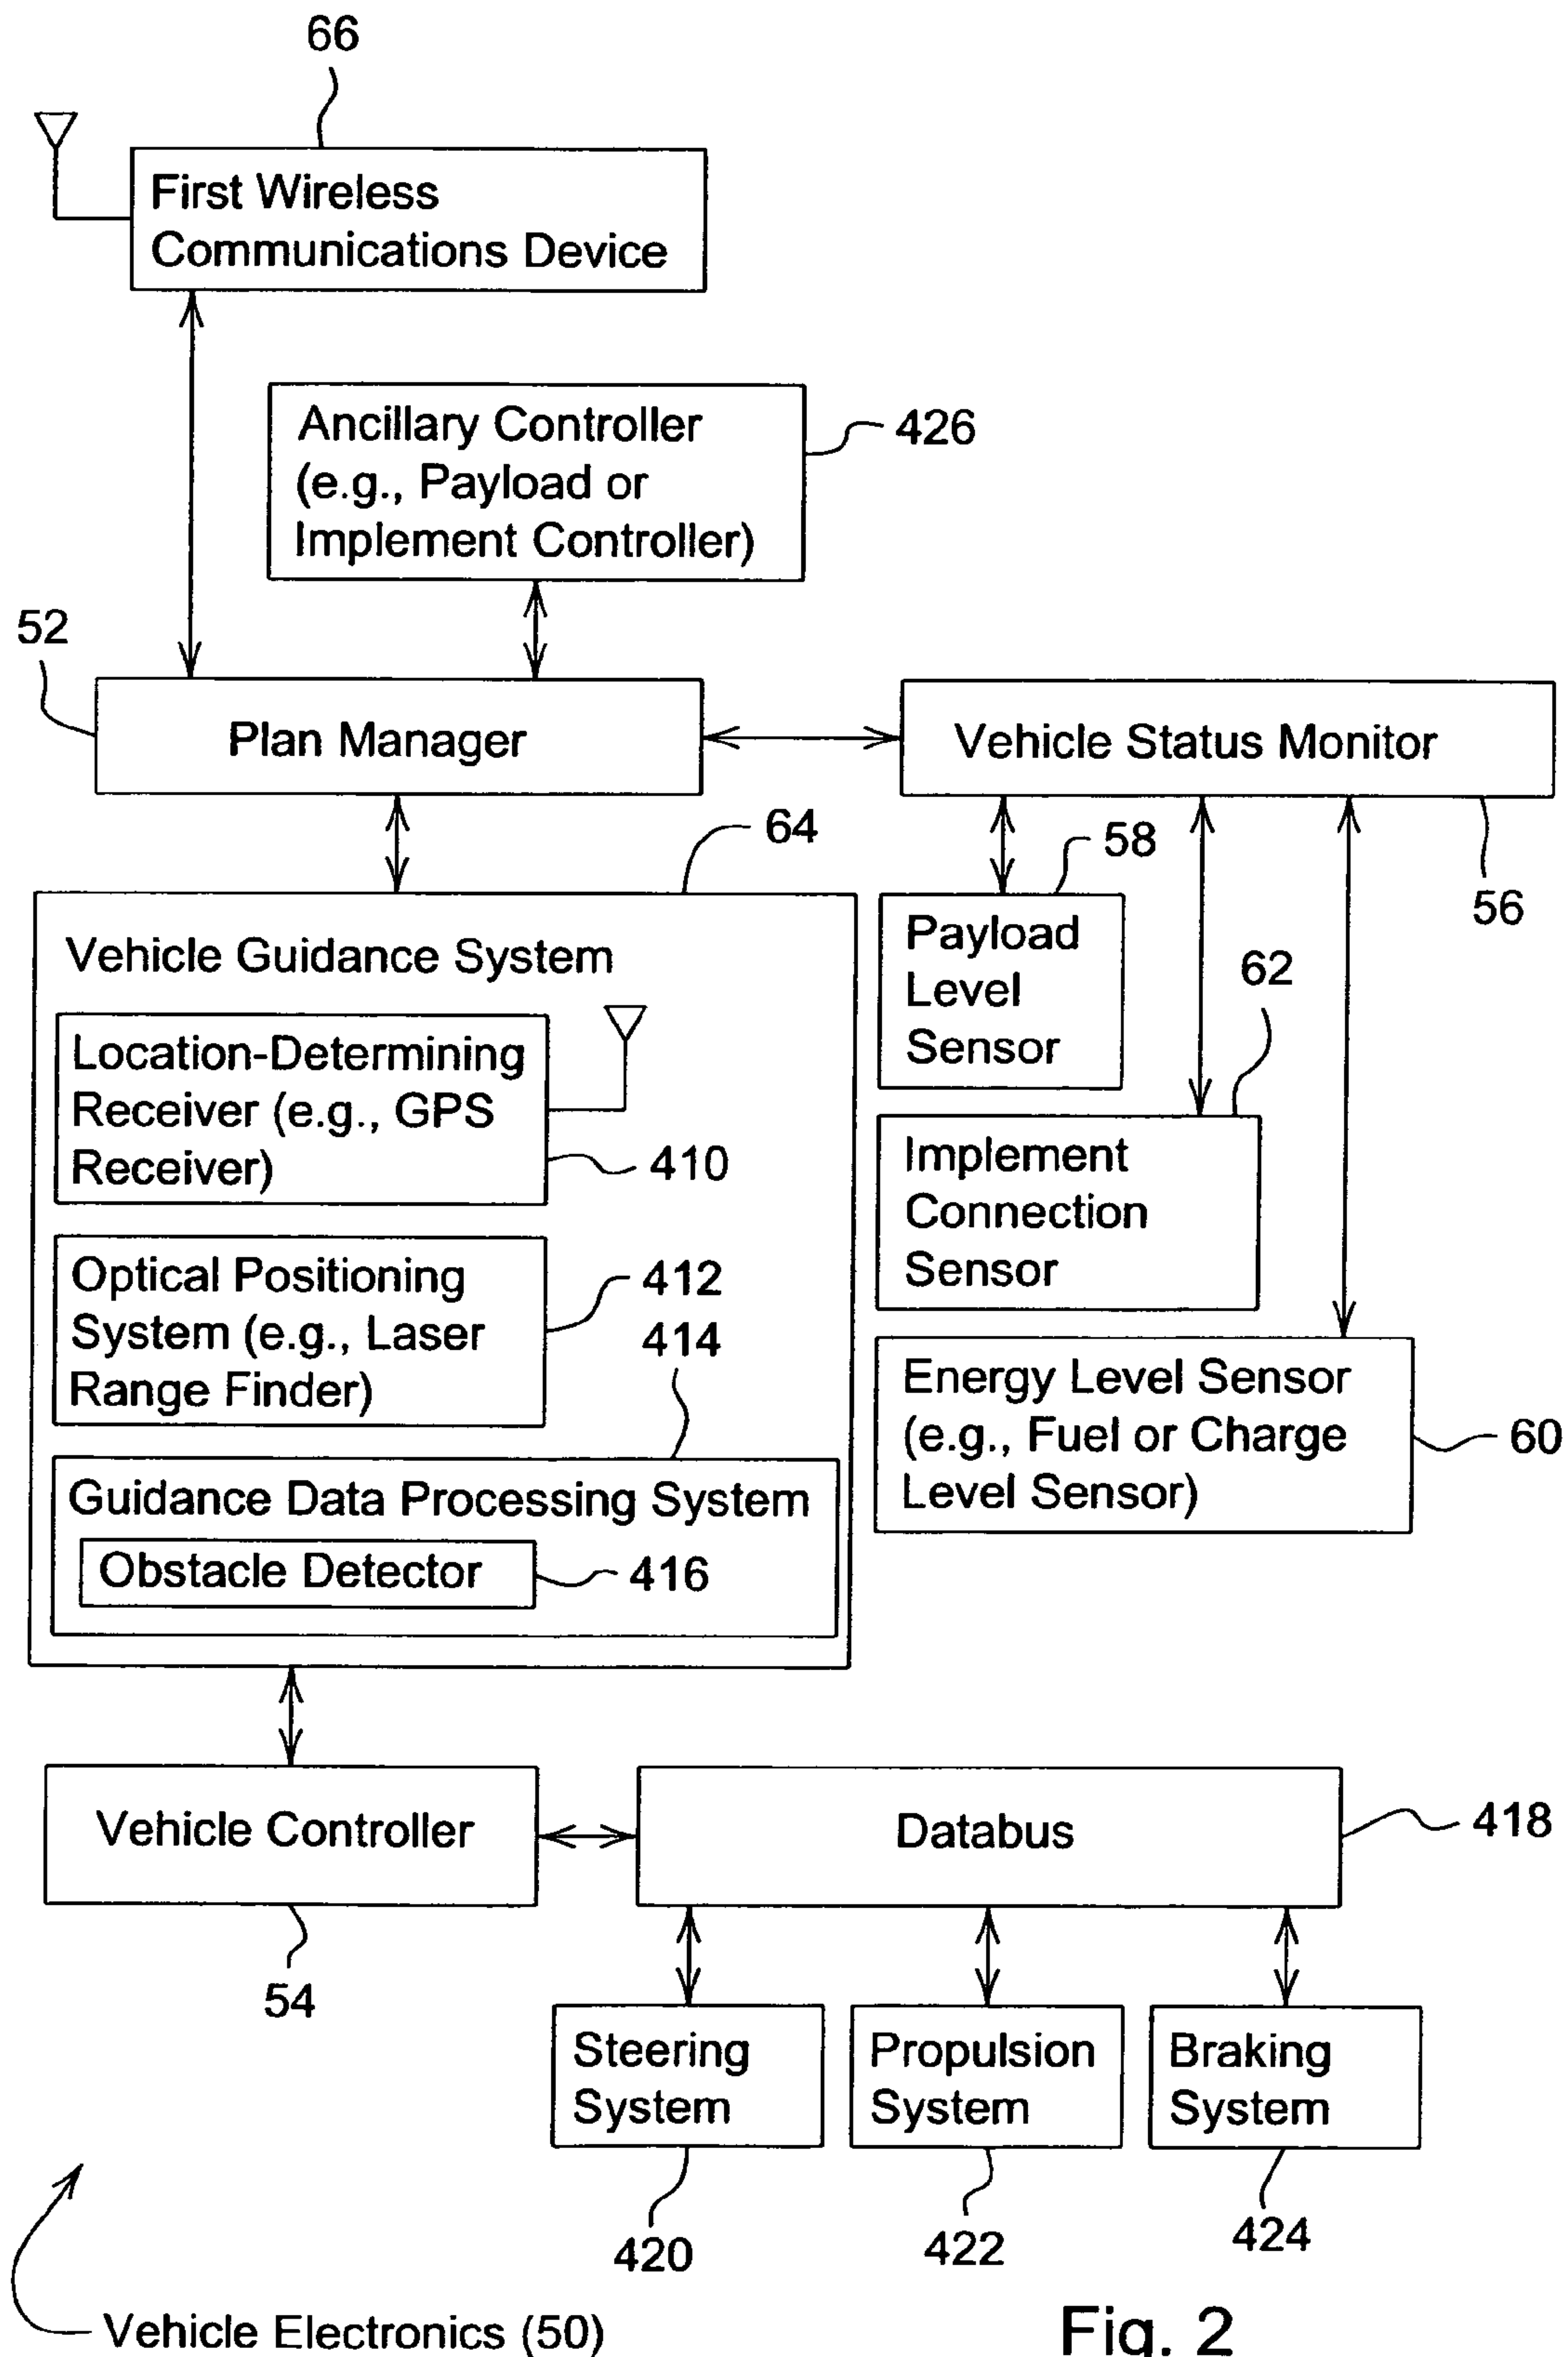 66
First Wireless
Communications Device
Ancillary Controller
(e.g., Payload or
Implement Controller)
426
52
Plan Manager
Vehicle Status Monitor
56
64
58
Payload
Level
Sensor
62
Implement
Connection
Sensor
Energy Level Sensor
(e.g., Fuel or Charge
Level Sensor)
60
Vehicle Guidance System
Location-Determining
Receiver (e.g., GPS
Receiver)
410
Optical Positioning
System (e.g., Laser
Range Finder)
412
414
Guidance Data Processing System
Obstacle Detector
416
Vehicle Controller
54
Databus
418
Steering
System
420
Propulsion
System
422
Braking
System
424
Vehicle Electronics (50)
Fig. 2